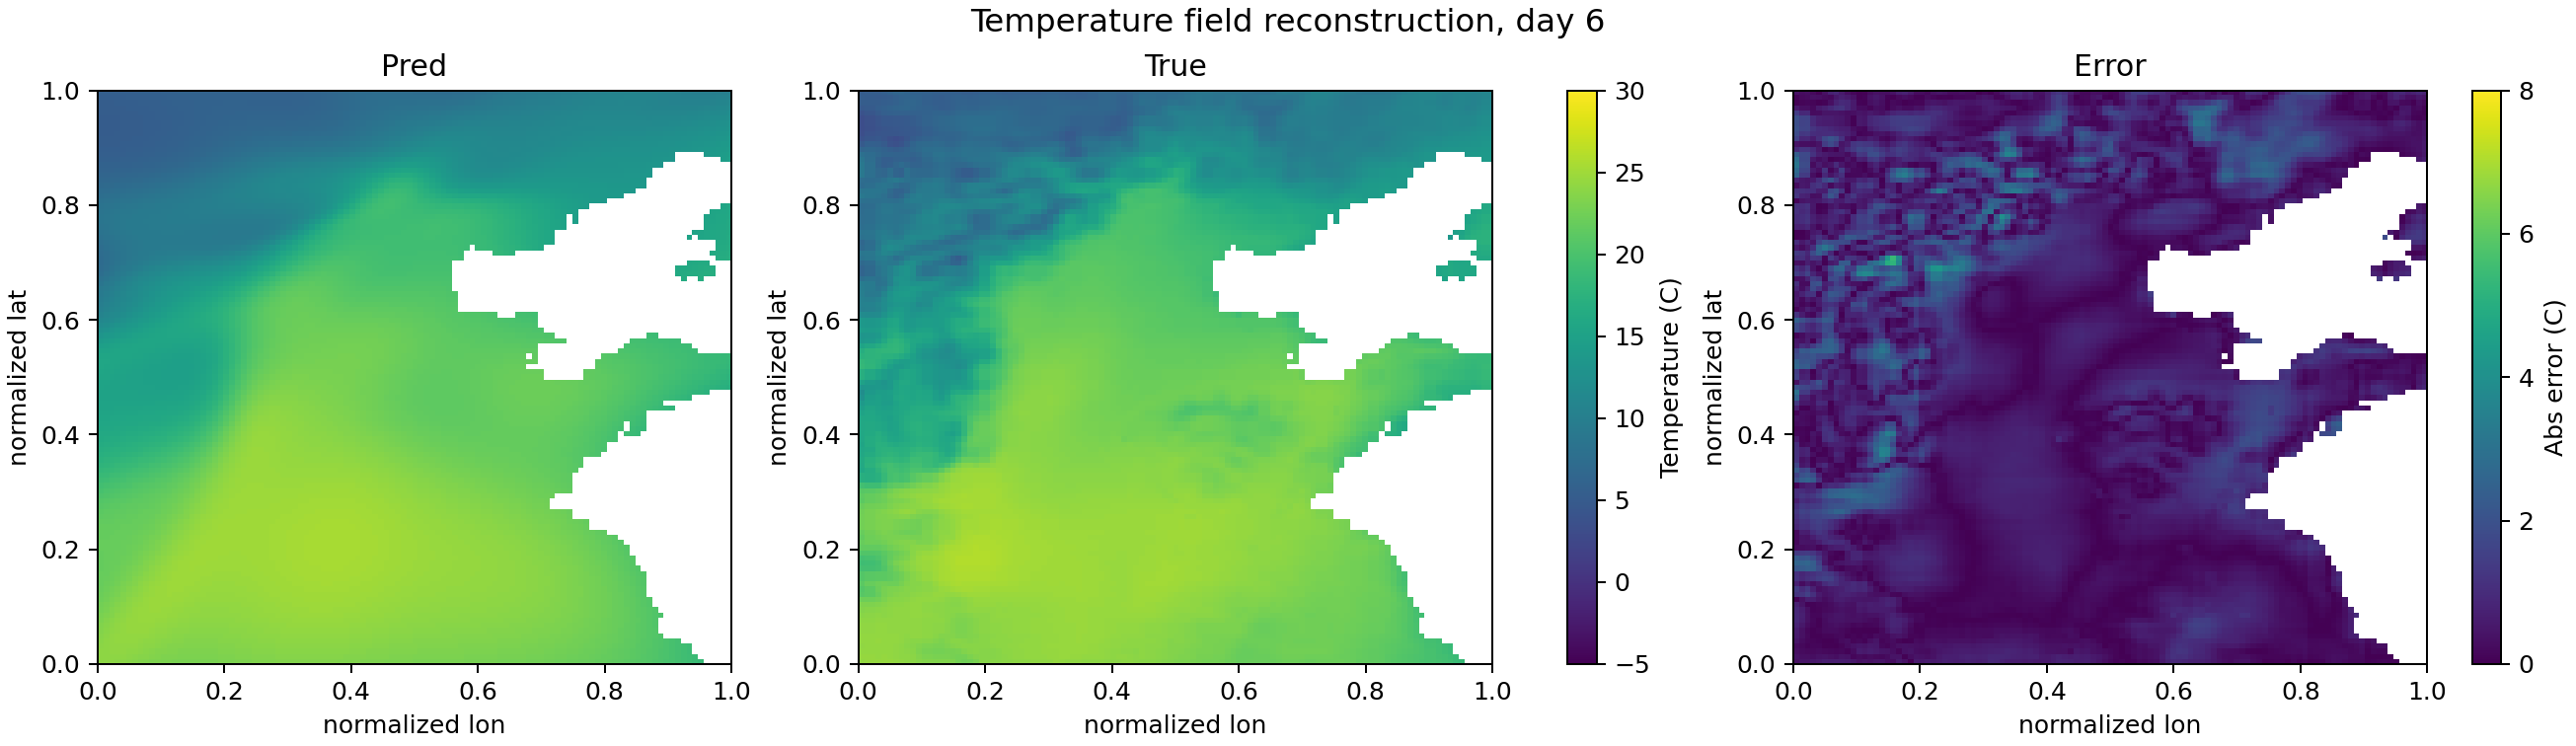 Temperature field reconstruction, day 6
Pred
1.0
0.8
0.6
0.4
0.2
0.0
normalized lat
0.0 0.2 0.4 0.6 0.8 1.0
normalized lon
True
1.0
0.8
0.6
0.4
0.2
0.0
normalized lat
0.0 0.2 0.4 0.6 0.8 1.0
normalized lon
30
25
20
15
10
5
0
−5
Temperature (C)
Error
1.0
0.8
0.6
0.4
0.2
0.0
normalized lat
0.0 0.2 0.4 0.6 0.8 1.0
normalized lon
8
6
4
2
0
Abs error (C)